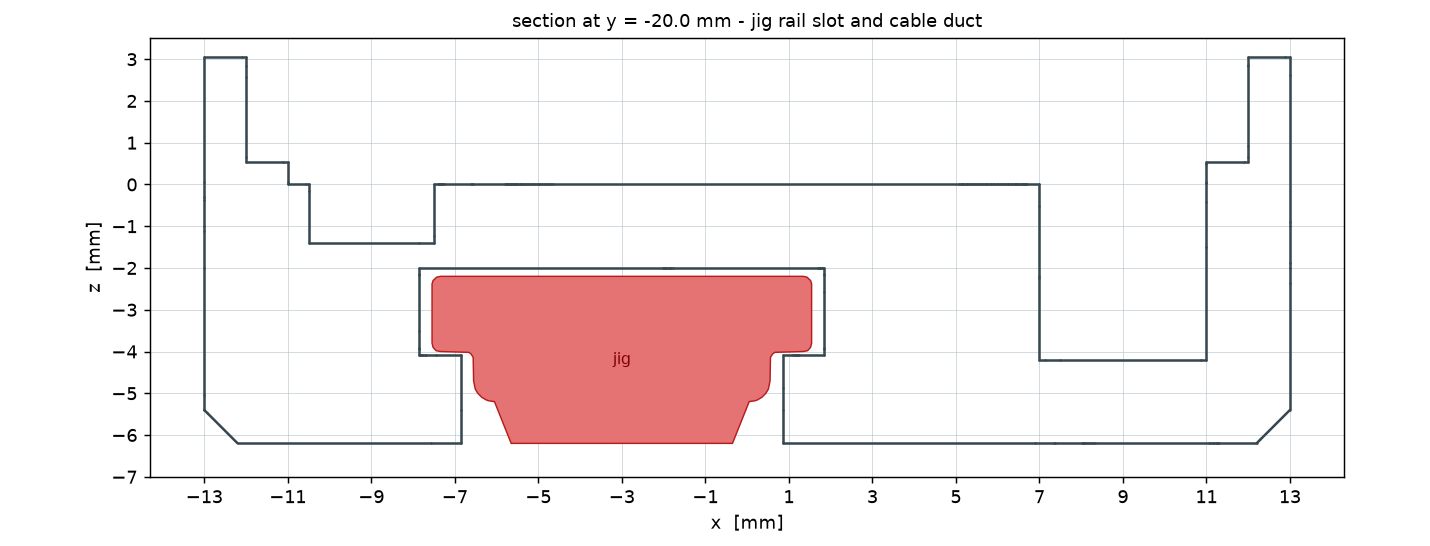 section at y = -20.0 mm - jig rail slot and cable duct
3
2
1
0
−1
−2
−3
−4
−5
−6
−7
z [mm]
jig
−13 −11 −9 −7 −5 −3 −1 1 3 5 7 9 11 13
x [mm]